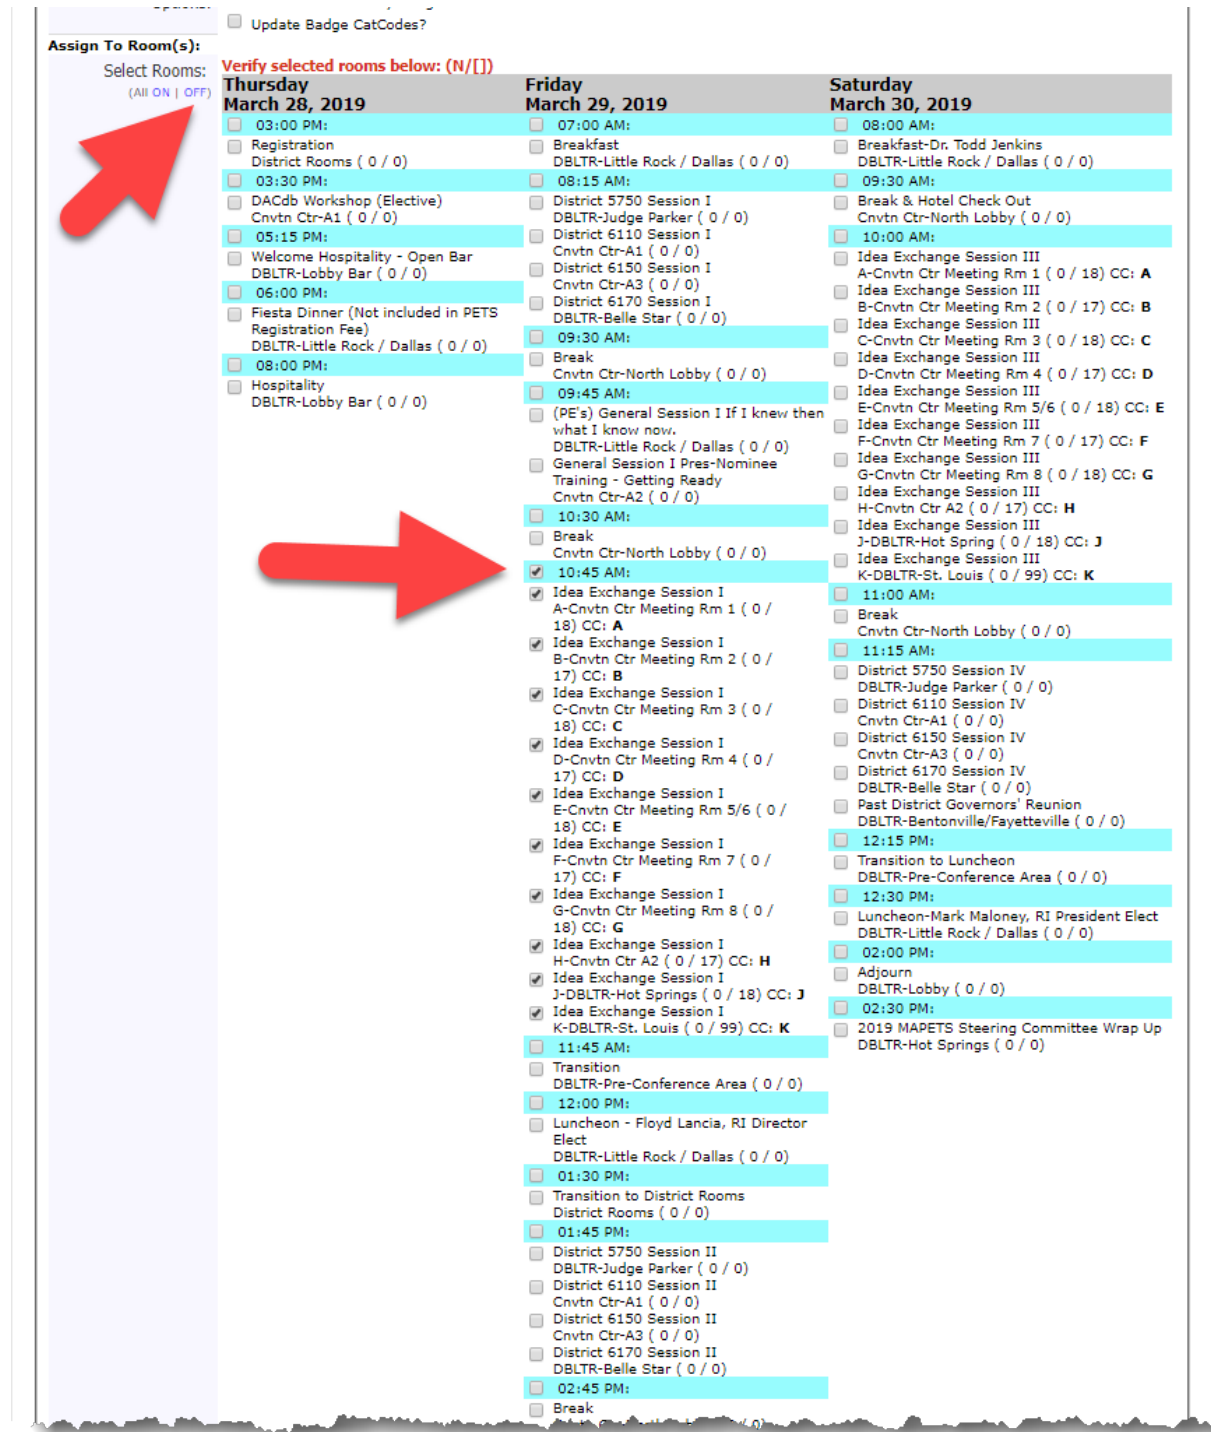 Update Badge CatCodes?
Assign To Room(s):
Select Rooms:
(All ON | OFF)
Verify selected rooms below: (N/[])
Thursday
March 28, 2019
03:00 PM:
Registration
District Rooms ( 0 / 0)
03:30 PM:
DACdb Workshop (Elective)
Cnvtn Ctr-A1 ( 0 / 0)
05:15 PM:
Welcome Hospitality - Open Bar
DBLTR-Lobby Bar ( 0 / 0)
06:00 PM:
Fiesta Dinner (Not included in PETS
Registration Fee)
DBLTR-Little Rock / Dallas ( 0 / 0)
08:00 PM:
Hospitality
DBLTR-Lobby Bar ( 0 / 0)
Friday
March 29, 2019
07:00 AM:
Breakfast
DBLTR-Little Rock / Dallas ( 0 / 0)
08:15 AM:
District 5750 Session I
DBLTR-Judge Parker ( 0 / 0)
District 6110 Session I
Cnvtn Ctr-A1 ( 0 / 0)
District 6150 Session I
Cnvtn Ctr-A3 ( 0 / 0)
District 6170 Session I
DBLTR-Belle Star ( 0 / 0)
09:30 AM:
Break
Cnvtn Ctr-North Lobby ( 0 / 0)
09:45 AM:
(PE's) General Session I If I knew then
what I know now.
DBLTR-Little Rock / Dallas ( 0 / 0)
General Session I Pres-Nominee
Training - Getting Ready
Cnvtn Ctr-A2 ( 0 / 0)
10:30 AM:
Break
Cnvtn Ctr-North Lobby ( 0 / 0)
10:45 AM:
Idea Exchange Session I
A-Cnvtn Ctr Meeting Rm 1 ( 0 /
18) CC: A
Idea Exchange Session I
B-Cnvtn Ctr Meeting Rm 2 ( 0 /
17) CC: B
Idea Exchange Session I
C-Cnvtn Ctr Meeting Rm 3 ( 0 /
18) CC: C
Idea Exchange Session I
D-Cnvtn Ctr Meeting Rm 4 ( 0 /
17) CC: D
Idea Exchange Session I
E-Cnvtn Ctr Meeting Rm 5/6 ( 0 /
18) CC: E
Idea Exchange Session I
F-Cnvtn Ctr Meeting Rm 7 ( 0 /
17) CC: F
Idea Exchange Session I
G-Cnvtn Ctr Meeting Rm 8 ( 0 /
18) CC: G
Idea Exchange Session I
H-Cnvtn Ctr A2 ( 0 / 17) CC: H
Idea Exchange Session I
J-DBLTR-Hot Springs ( 0 / 18) CC: J
Idea Exchange Session I
K-DBLTR-St. Louis ( 0 / 99) CC: K
11:45 AM:
Transition
DBLTR-Pre-Conference Area ( 0 / 0)
12:00 PM:
Luncheon - Floyd Lancia, RI Director
Elect
DBLTR-Little Rock / Dallas ( 0 / 0)
01:30 PM:
Transition to District Rooms
District Rooms ( 0 / 0)
01:45 PM:
District 5750 Session II
DBLTR-Judge Parker ( 0 / 0)
District 6110 Session II
Cnvtn Ctr-A1 ( 0 / 0)
District 6150 Session II
Cnvtn Ctr-A3 ( 0 / 0)
District 6170 Session II
DBLTR-Belle Star ( 0 / 0)
02:45 PM:
Break
Saturday
March 30, 2019
08:00 AM:
Breakfast-Dr. Todd Jenkins
DBLTR-Little Rock / Dallas ( 0 / 0)
09:30 AM:
Break & Hotel Check Out
Cnvtn Ctr-North Lobby ( 0 / 0)
10:00 AM:
Idea Exchange Session III
A-Cnvtn Ctr Meeting Rm 1 ( 0 / 18) CC: A
Idea Exchange Session III
B-Cnvtn Ctr Meeting Rm 2 ( 0 / 17) CC: B
Idea Exchange Session III
C-Cnvtn Ctr Meeting Rm 3 ( 0 / 18) CC: C
Idea Exchange Session III
D-Cnvtn Ctr Meeting Rm 4 ( 0 / 17) CC: D
Idea Exchange Session III
E-Cnvtn Ctr Meeting Rm 5/6 ( 0 / 18) CC: E
Idea Exchange Session III
F-Cnvtn Ctr Meeting Rm 7 ( 0 / 17) CC: F
Idea Exchange Session III
G-Cnvtn Ctr Meeting Rm 8 ( 0 / 18) CC: G
Idea Exchange Session III
H-Cnvtn Ctr A2 ( 0 / 17) CC: H
Idea Exchange Session III
J-DBLTR-Hot Spring ( 0 / 18) CC: J
Idea Exchange Session III
K-DBLTR-St. Louis ( 0 / 99) CC: K
11:00 AM:
Break
Cnvtn Ctr-North Lobby ( 0 / 0)
11:15 AM:
District 5750 Session IV
DBLTR-Judge Parker ( 0 / 0)
District 6110 Session IV
Cnvtn Ctr-A1 ( 0 / 0)
District 6150 Session IV
Cnvtn Ctr-A3 ( 0 / 0)
District 6170 Session IV
DBLTR-Belle Star ( 0 / 0)
Past District Governors' Reunion
DBLTR-Bentonville/Fayetteville ( 0 / 0)
12:15 PM:
Transition to Luncheon
DBLTR-Pre-Conference Area ( 0 / 0)
12:30 PM:
Luncheon-Mark Maloney, RI President Elect
DBLTR-Little Rock / Dallas ( 0 / 0)
02:00 PM:
Adjourn
DBLTR-Lobby ( 0 / 0)
02:30 PM:
2019 MAPETS Steering Committee Wrap Up
DBLTR-Hot Springs ( 0 / 0)